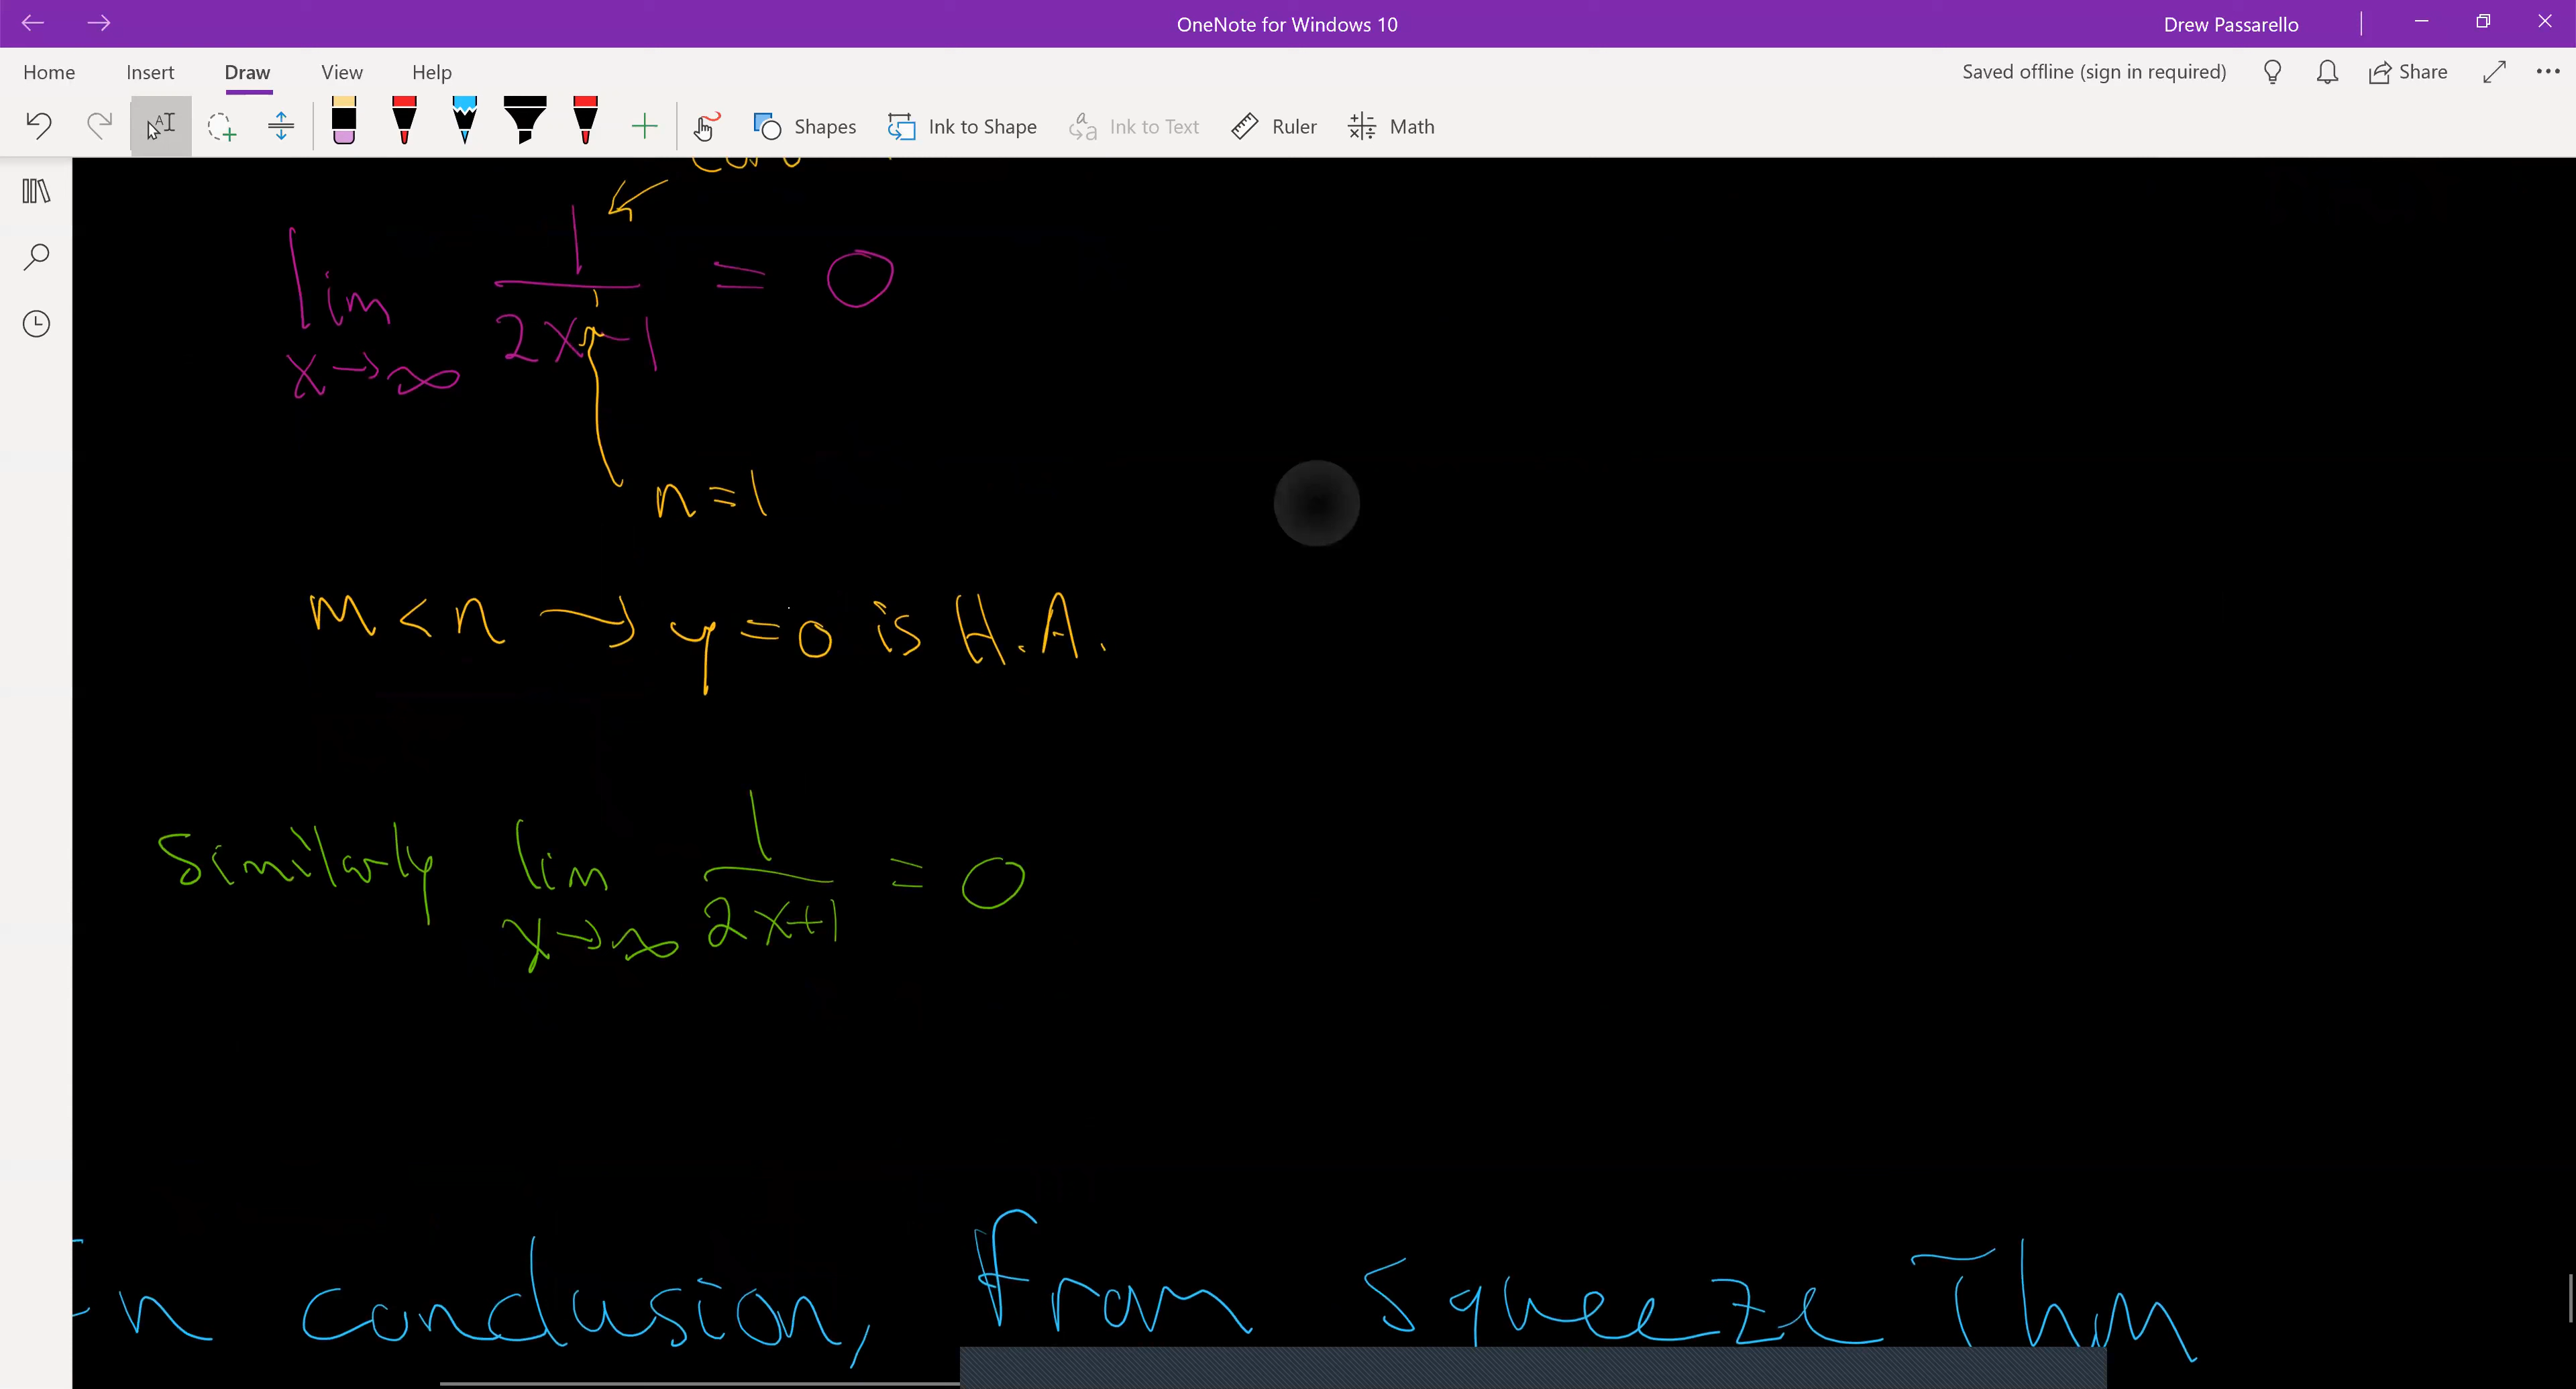 OneNote for Windows 10
Drew Passarello
Home Insert Draw View Help
Saved offline (sign in required)
Share
Shapes Ink to Shape Ink to Text Ruler Math
lim x→∞ 1/(2x-1) = 0
n=1
m<n → y=0 is H.A.
Similarly lim x→∞ 1/(2x+1) = 0
conclusion, from Squeeze Thm